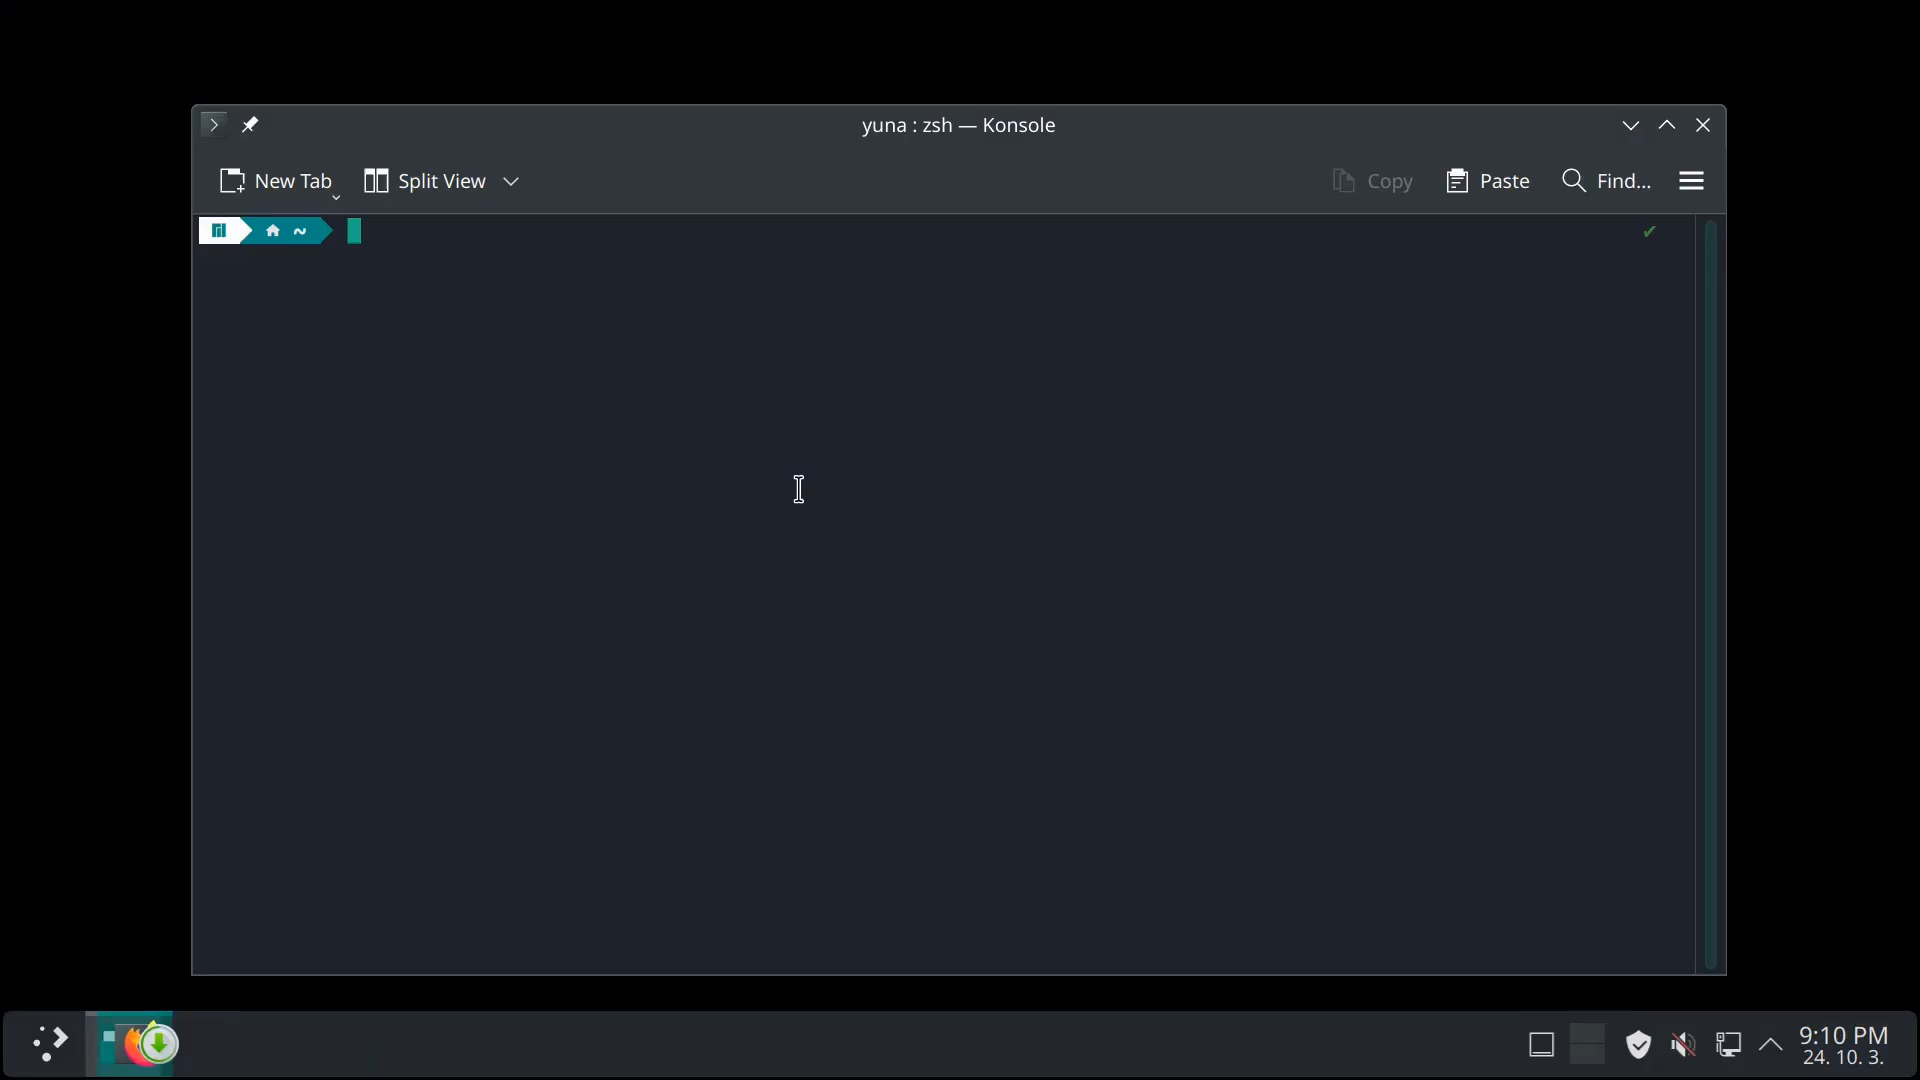 yuna : zsh — Konsole
New Tab
Split View
Copy
Paste
Find...
~
9:10 PM
24. 10. 3.